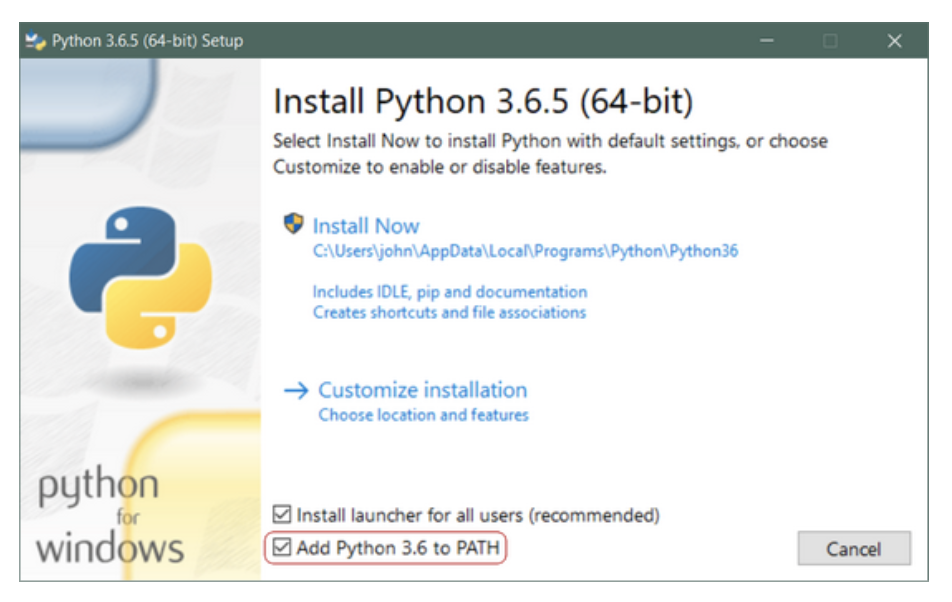 Python 3.6.5 (64-bit) Setup
Install Python 3.6.5 (64-bit)
Select Install Now to install Python with default settings, or choose
Customize to enable or disable features.
Install Now
C:\Users\john\AppData\Local\Programs\Python\Python36
Includes IDLE, pip and documentation
Creates shortcuts and file associations
Customize installation
Choose location and features
python
for
windows
Install launcher for all users (recommended)
Add Python 3.6 to PATH
Cancel